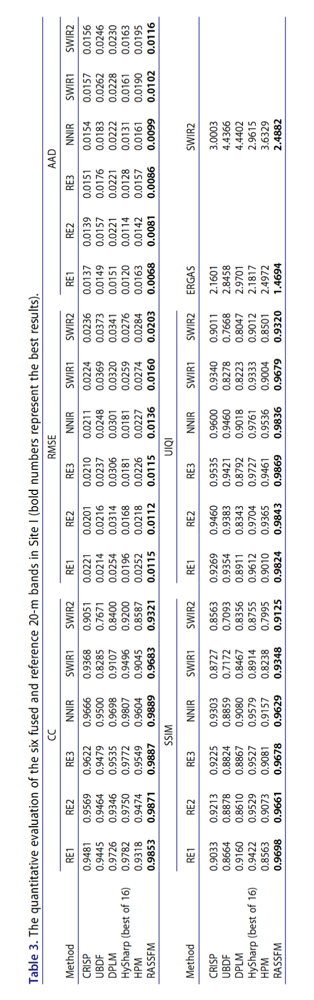 Table 3. The quantitative evaluation of the six fused and reference 20-m bands in Site I (bold numbers represent the best results).
CC RMSE AAD
Method RE1 RE2 RE3 NNIR SWIR1 SWIR2 RE1 RE2 RE3 NNIR SWIR1 SWIR2 RE1 RE2 RE3 NNIR SWIR1 SWIR2
CRISP 0.9481 0.9569 0.9622 0.9666 0.9368 0.9051 0.0221 0.0201 0.0210 0.0211 0.0224 0.0236 0.0137 0.0139 0.0151 0.0154 0.0157 0.0156
UBDF 0.9445 0.9464 0.9479 0.9500 0.8285 0.7671 0.0214 0.0216 0.0237 0.0248 0.0369 0.0373 0.0149 0.0157 0.0176 0.0183 0.0262 0.0246
DPLM 0.9726 0.9346 0.9535 0.9698 0.9107 0.8400 0.0254 0.0314 0.0306 0.0301 0.0320 0.0341 0.0151 0.0221 0.0221 0.0222 0.0228 0.0230
HySharp (best of 16) 0.9782 0.9750 0.9772 0.9807 0.9496 0.9200 0.0196 0.0168 0.0181 0.0181 0.0259 0.0276 0.0120 0.0114 0.0128 0.0131 0.0161 0.0163
HPM 0.9318 0.9474 0.9549 0.9604 0.9045 0.8587 0.0252 0.0218 0.0226 0.0227 0.0274 0.0284 0.0163 0.0142 0.0157 0.0161 0.0190 0.0195
RASSFM 0.9853 0.9871 0.9887 0.9889 0.9683 0.9321 0.0115 0.0112 0.0115 0.0136 0.0160 0.0203 0.0068 0.0081 0.0086 0.0099 0.0102 0.0116
SSIM UIQI
Method RE1 RE2 RE3 NNIR SWIR1 SWIR2 RE1 RE2 RE3 NNIR SWIR1 SWIR2 ERGAS SWIR2
CRISP 0.9033 0.9213 0.9225 0.9303 0.8727 0.8563 0.9269 0.9460 0.9535 0.9600 0.9340 0.9011 2.1601 3.0003
UBDF 0.8664 0.8878 0.8824 0.8859 0.7172 0.7093 0.9354 0.9383 0.9421 0.9460 0.8278 0.7668 2.8458 4.4366
DPLM 0.9160 0.8610 0.8867 0.9080 0.8467 0.8356 0.8911 0.8343 0.8792 0.9018 0.8223 0.8047 2.9701 4.4402
HySharp (best of 16) 0.9422 0.9529 0.9527 0.9579 0.8914 0.8755 0.9612 0.9704 0.9727 0.9761 0.9333 0.9012 2.1817 2.9615
HPM 0.8563 0.9073 0.9081 0.9157 0.8238 0.7995 0.9010 0.9365 0.9461 0.9536 0.9004 0.8501 2.4972 3.6329
RASSFM 0.9698 0.9661 0.9678 0.9629 0.9348 0.9125 0.9824 0.9843 0.9869 0.9836 0.9679 0.9320 1.4694 2.4882